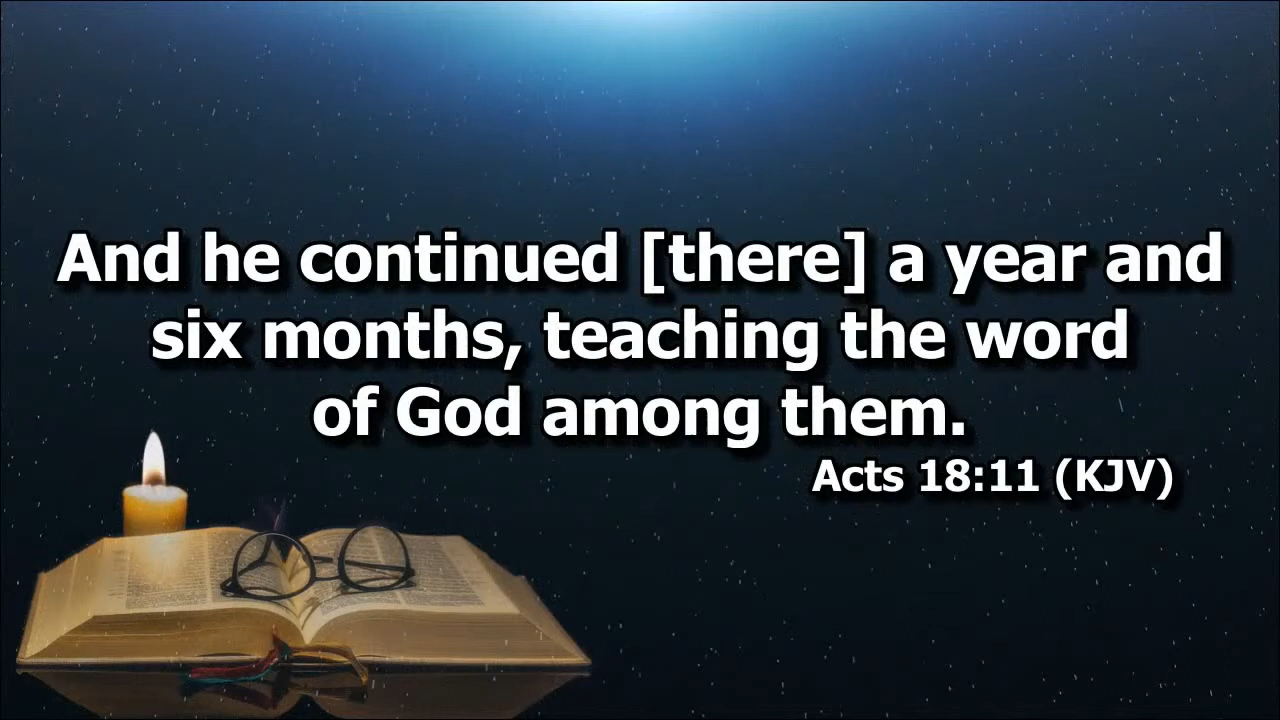 And he continued [there] a year and
six months, teaching the word
of God among them.
Acts 18:11 (KJV)